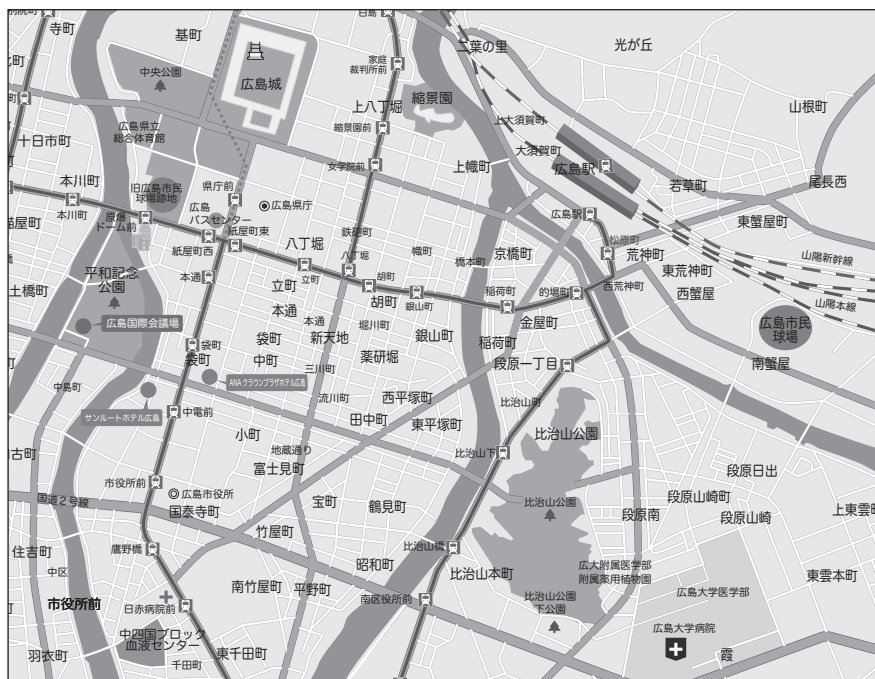 寺町
基町
白島
二葉の里
光が丘
家庭
裁判所前
中央公園
広島城
縮景園
山根町
上八丁堀
上大須賀町
十日市町
広島県立
総合体育館
縮景園前
大須賀町
広島駅
女学院前
上幟町
若草町
尾長西
本川町
旧広島市民
球場跡地
県庁前
広島県庁
広島駅
本川町
原爆
ドーム前
広島
バスセンター
東蟹屋町
猫屋町
紙屋町東
鉄砲町
幟町
京橋町
松原町
荒神町
紙屋町西
八丁堀
八丁堀
橋本町
山陽新幹線
平和記念
公園
本通
立町
胡町
東荒神町
土橋町
立町
胡町
銀山町
稲荷町
的場町
西荒神町
西蟹屋
山陽本線
本通
広島国際会議場
袋町
本通
堀川町
金屋町
広島市民
球場
袋町
新天地
銀山町
稲荷町
袋町
中町
薬研堀
段原一丁目
南蟹屋
三川町
中島町
ANAクラウンプラザホテル広島
流川町
西平塚町
比治山町
サンルートホテル広島
中電前
田中町
東平塚町
比治山公園
小町
地蔵通り
比治山下
富士見町
段原日出
市役所前
広島市役所
国道2号線
宝町
鶴見町
比治山公園
段原山崎町
国泰寺町
段原南
段原山崎
上東雲町
竹屋町
住吉町
鷹野橋
昭和町
比治山橋
中区
南竹屋町
平野町
比治山本町
広大附属医学部
附属薬用植物園
東雲本町
市役所前
日赤病院前
南区役所前
比治山公園
下公園
広島大学医学部
中四国ブロック
血液センター
広島大学病院
羽衣町
千田町
東千田町
霞